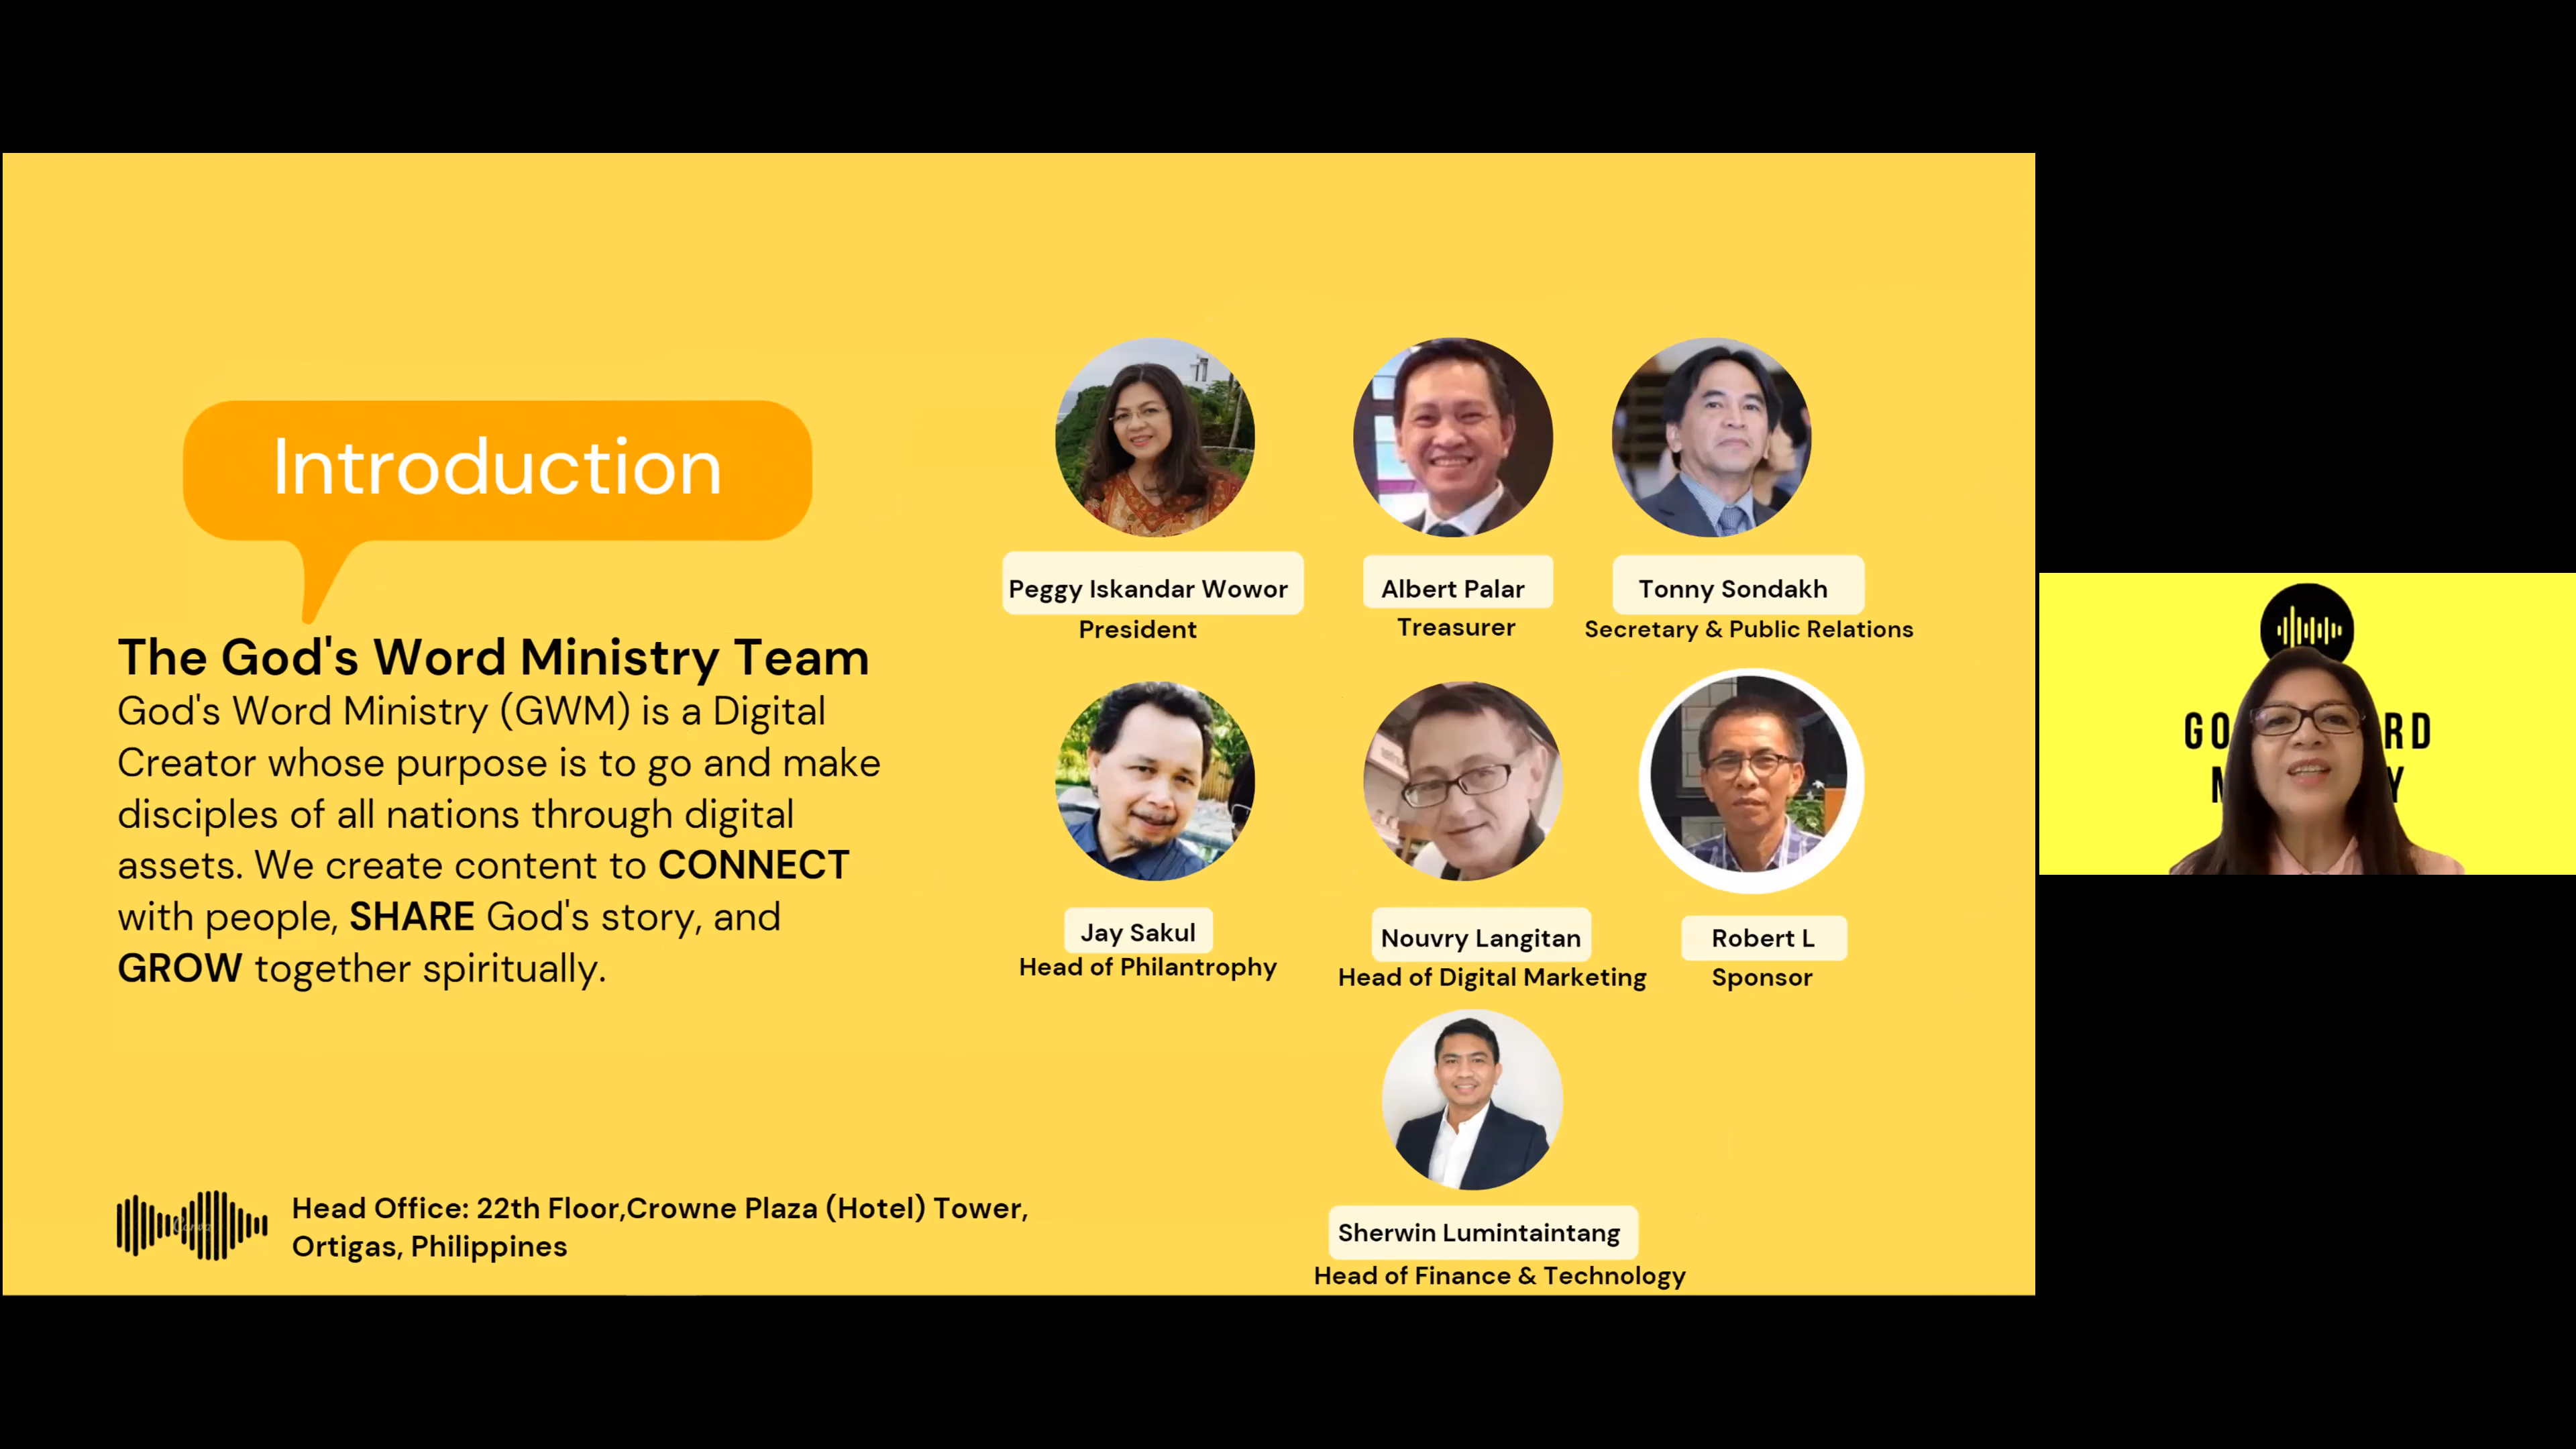 Introduction
The God's Word Ministry Team
God's Word Ministry (GWM) is a Digital
Creator whose purpose is to go and make
disciples of all nations through digital
assets. We create content to CONNECT
with people, SHARE God's story, and
GROW together spiritually.
Head Office: 22th Floor,Crowne Plaza (Hotel) Tower,
Ortigas, Philippines
Canva
Peggy Iskandar Wowor
President
Albert Palar
Treasurer
Tonny Sondakh
Secretary & Public Relations
Jay Sakul
Head of Philantrophy
Nouvry Langitan
Head of Digital Marketing
Robert L
Sponsor
Sherwin Lumintaintang
Head of Finance & Technology